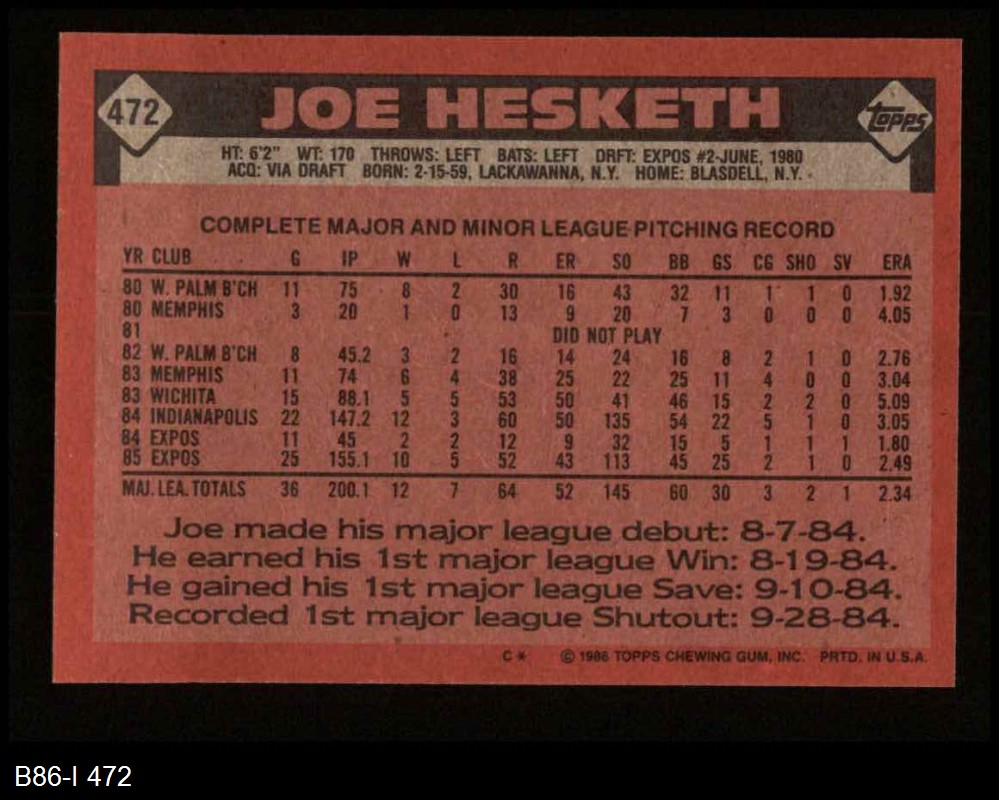 472
JOE HESKETH
TOPPS
HT: 6'2" WT: 170 THROWS: LEFT BATS: LEFT DRFT: EXPOS #2-JUNE, 1980
ACQ: VIA DRAFT BORN: 2-15-59, LACKAWANNA, N.Y. HOME: BLASDELL, N.Y.
COMPLETE MAJOR AND MINOR LEAGUE PITCHING RECORD
YR CLUB G IP W L R ER SO BB GS CG SHO SV ERA
80 W. PALM B'CH 11 75 8 2 30 16 43 32 11 1 1 0 1.92
80 MEMPHIS 3 20 1 0 13 9 20 7 3 0 0 0 4.05
81 DID NOT PLAY
82 W. PALM B'CH 8 45.2 3 2 16 14 24 16 8 2 1 0 2.76
83 MEMPHIS 11 74 6 4 38 25 22 25 11 4 0 0 3.04
83 WICHITA 15 88.1 5 5 53 50 41 46 15 2 2 0 5.09
84 INDIANAPOLIS 22 147.2 12 3 60 50 135 54 22 5 1 0 3.05
84 EXPOS 11 45 2 2 12 9 32 15 5 1 1 1 1.80
85 EXPOS 25 155.1 10 5 52 43 113 45 25 2 1 0 2.49
MAJ. LEA. TOTALS 36 200.1 12 7 64 52 145 60 30 3 2 1 2.34
Joe made his major league debut: 8-7-84.
He earned his 1st major league Win: 8-19-84.
He gained his 1st major league Save: 9-10-84.
Recorded 1st major league Shutout: 9-28-84.
C * © 1986 TOPPS CHEWING GUM, INC. PRTD. IN U.S.A.
B86-I 472